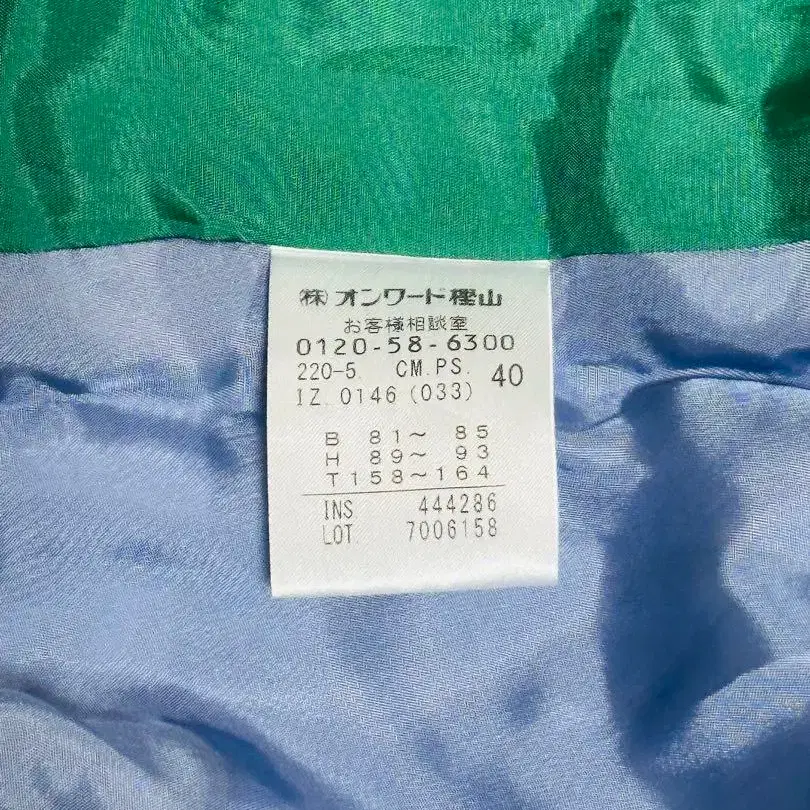 ㈱オンワード樫山
お客様相談室
0120-58-6300
220-5. CM.PS. 40
IZ.0146(033)
B 81~ 85
H 89~ 93
T158~164
INS 444286
LOT 7006158